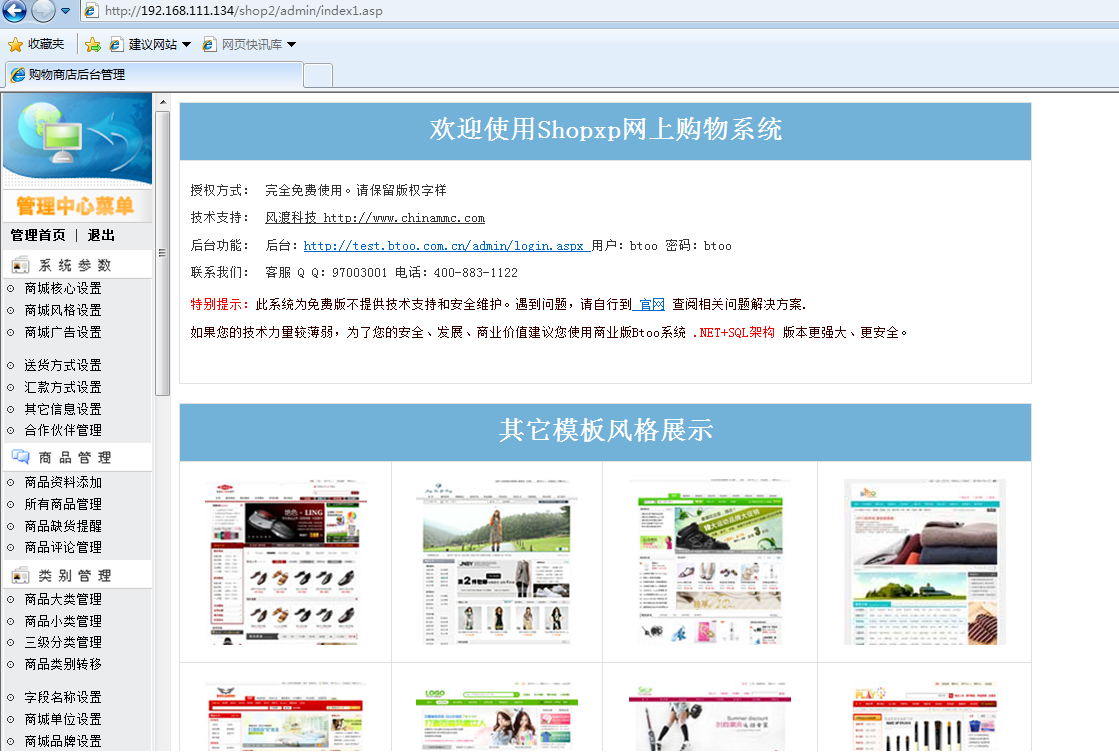 http://192.168.111.134/shop2/admin/index1.asp
收藏夹 建议网站 网页快讯库
购物商店后台管理
管理中心菜单
管理首页 | 退出
系统参数
商城核心设置
商城风格设置
商城广告设置
送货方式设置
汇款方式设置
其它信息设置
合作伙伴管理
商品管理
商品资料添加
所有商品管理
商品缺货提醒
商品评论管理
类别管理
商品大类管理
商品小类管理
三级分类管理
商品类别转移
字段名称设置
商城单位设置
商城品牌设置
欢迎使用Shopxp网上购物系统
授权方式： 完全免费使用。请保留版权字样
技术支持： 风渡科技 http://www.chinammc.com
后台功能： 后台：http://test.btoo.com.cn/admin/login.aspx 用户：btoo 密码：btoo
联系我们： 客服 Q Q：97003001 电话：400-883-1122
特别提示：此系统为免费版不提供技术支持和安全维护。遇到问题，请自行到 官网 查阅相关问题解决方案.
如果您的技术力量较薄弱，为了您的安全、发展、商业价值建议您使用商业版Btoo系统 .NET+SQL架构 版本更强大、更安全。
其它模板风格展示
绝色·LING
JNBY
第2件包邮
LOGO
Summer discount